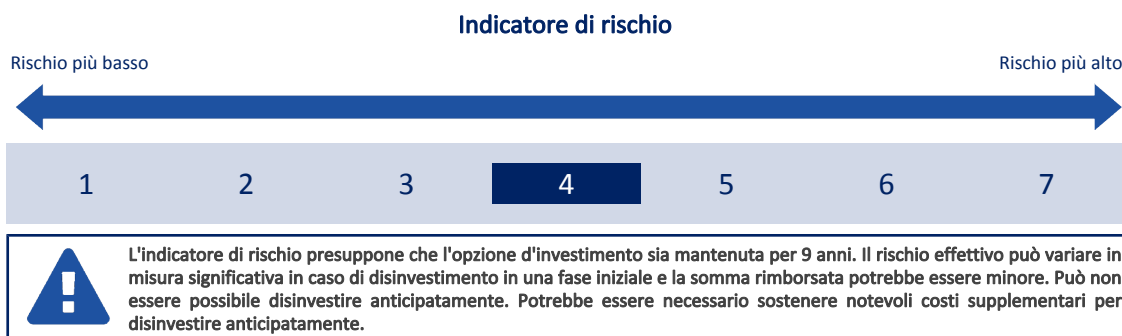 Indicatore di rischio
Rischio più basso
Rischio più alto
1 2 3 4 5 6 7
L'indicatore di rischio presuppone che l'opzione d'investimento sia mantenuta per 9 anni. Il rischio effettivo può variare in
misura significativa in caso di disinvestimento in una fase iniziale e la somma rimborsata potrebbe essere minore. Può non
essere possibile disinvestire anticipatamente. Potrebbe essere necessario sostenere notevoli costi supplementari per
disinvestire anticipatamente.